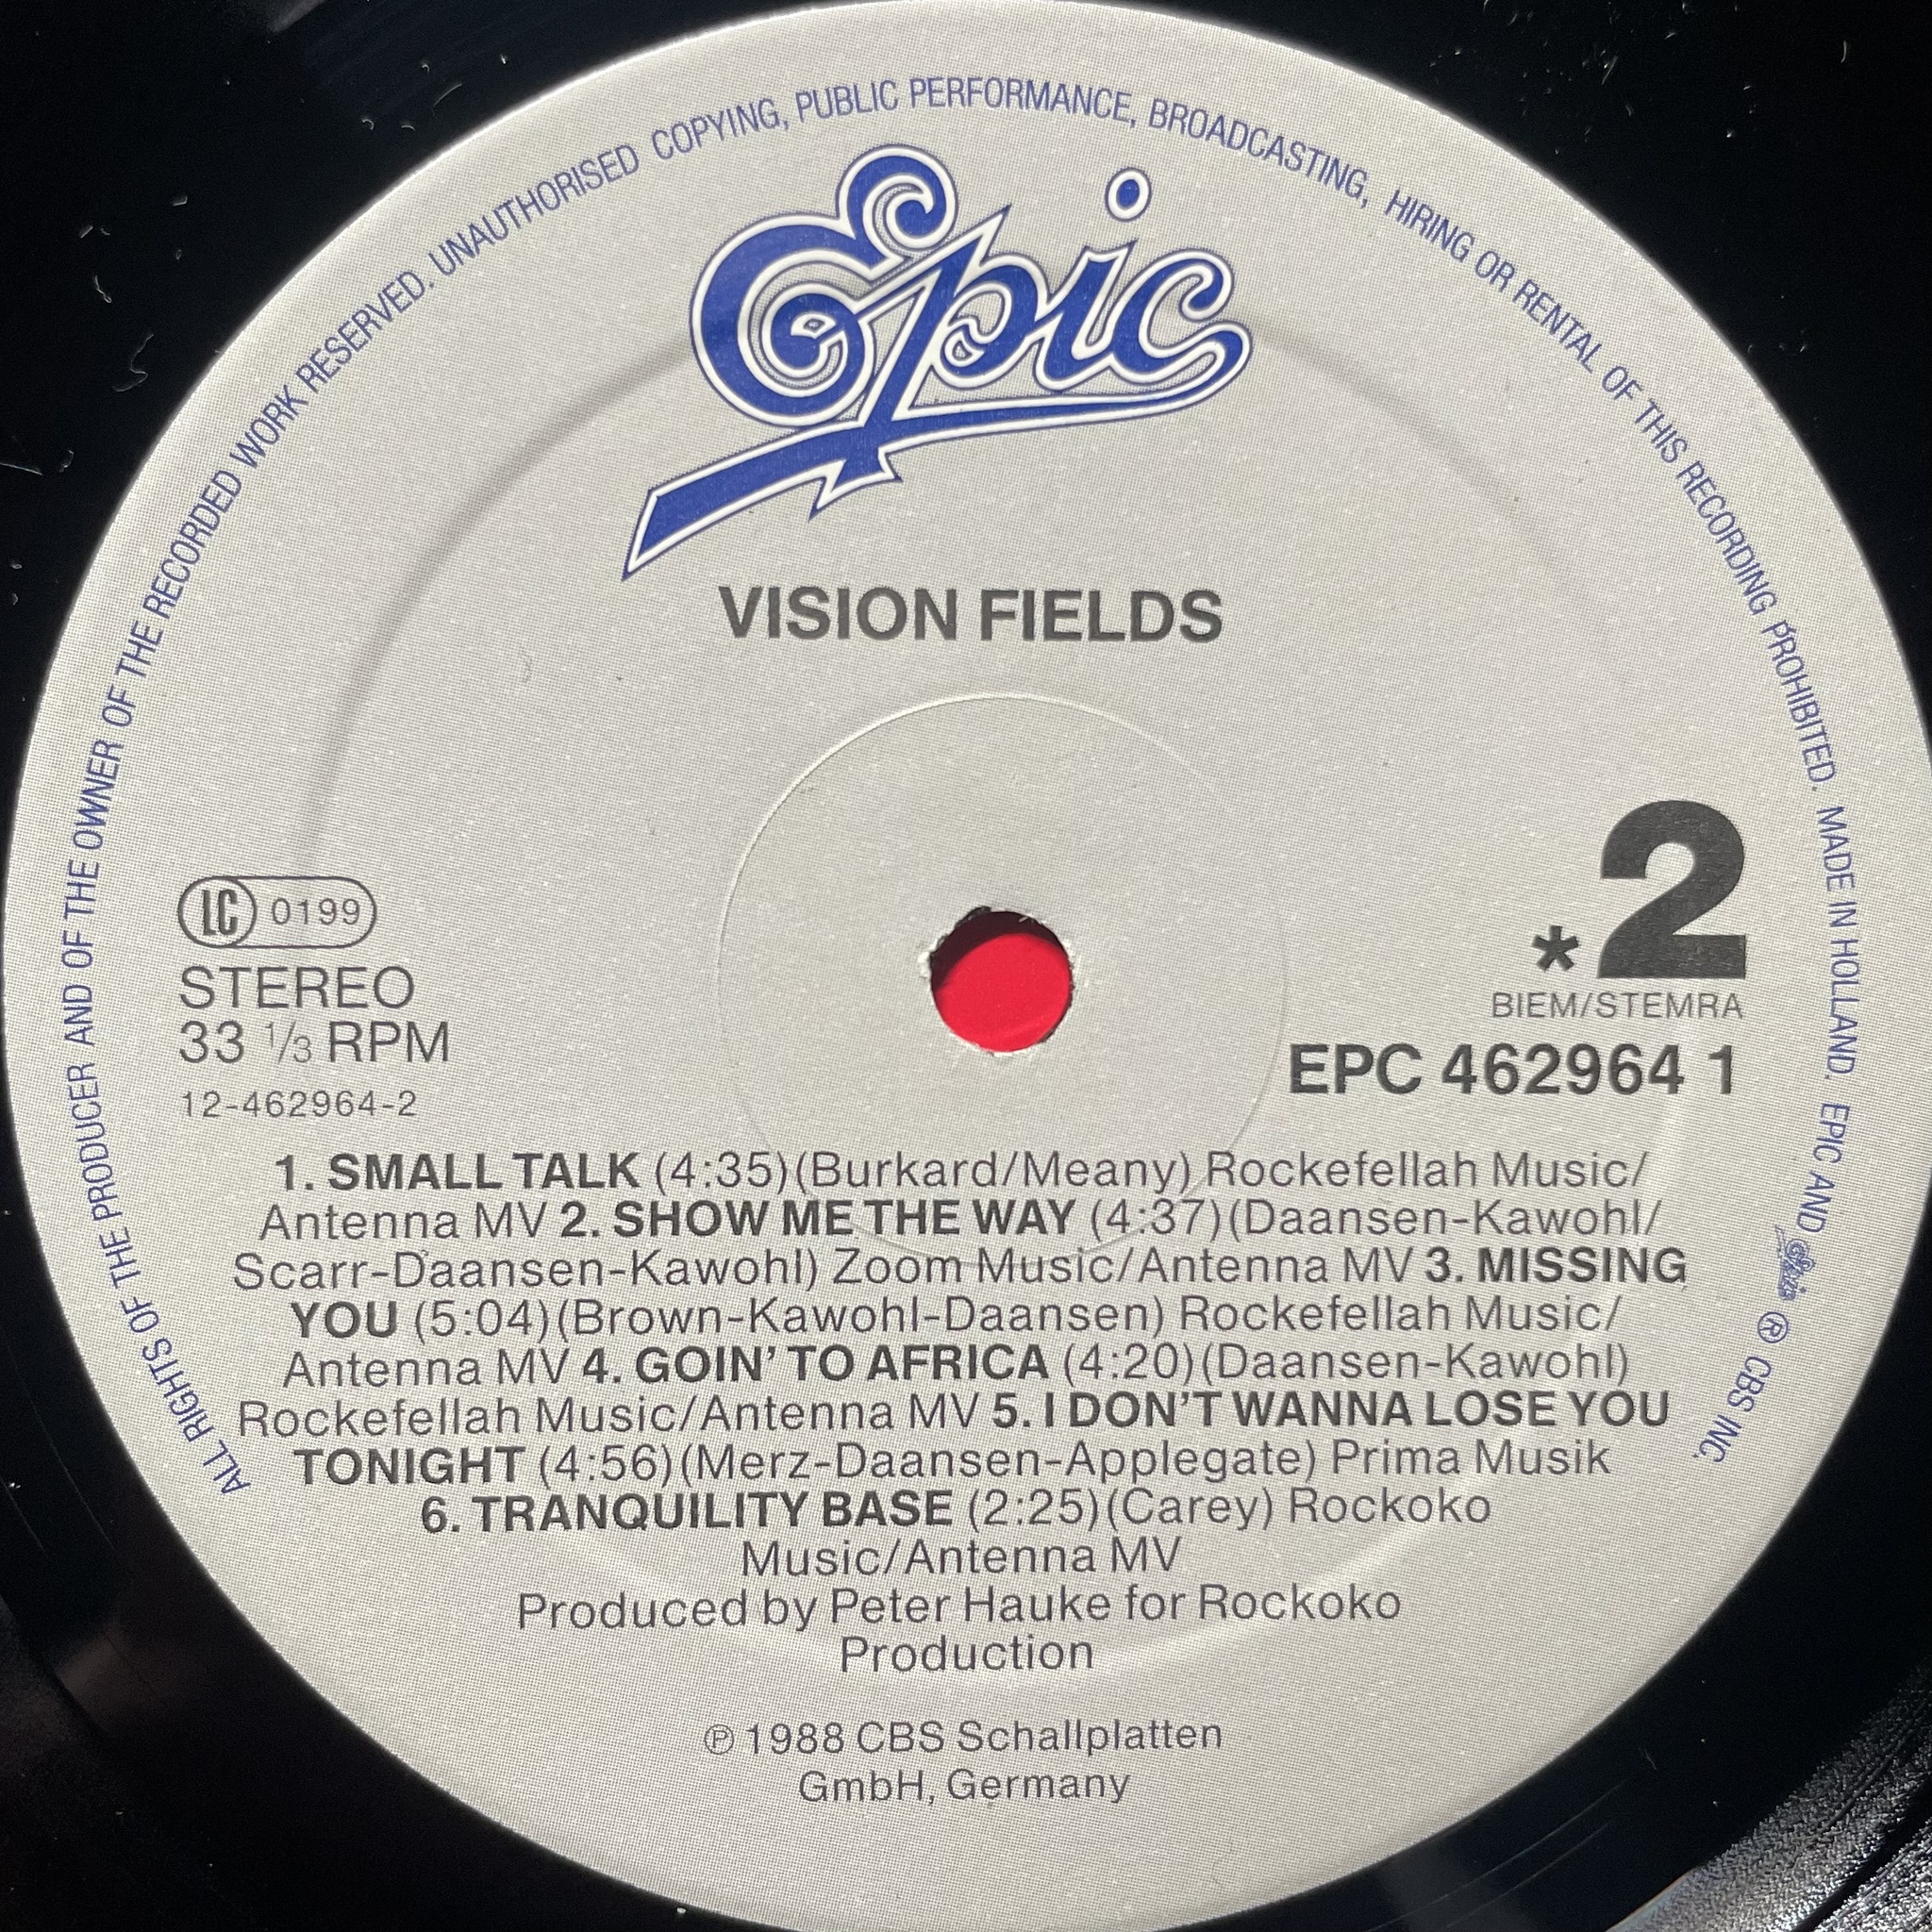 ALL RIGHTS OF THE PRODUCER AND OF THE OWNER OF THE RECORDED WORK RESERVED. UNAUTHORISED COPYING, PUBLIC PERFORMANCE, BROADCASTING, HIRING OR RENTAL OF THIS RECORDING PROHIBITED. MADE IN HOLLAND. EPIC AND Epic ® CBS INC.
Epic
VISION FIELDS
LC 0199
STEREO
33 1/3 RPM
12-462964-2
*2
BIEM/STEMRA
EPC 462964 1
1. SMALL TALK (4:35)(Burkard/Meany) Rockefellah Music/
Antenna MV 2. SHOW ME THE WAY (4:37)(Daansen-Kawohl/
Scarr-Daansen-Kawohl) Zoom Music/Antenna MV 3. MISSING
YOU (5:04)(Brown-Kawohl-Daansen) Rockefellah Music/
Antenna MV 4. GOIN' TO AFRICA (4:20)(Daansen-Kawohl)
Rockefellah Music/Antenna MV 5. I DON'T WANNA LOSE YOU
TONIGHT (4:56)(Merz-Daansen-Applegate) Prima Musik
6. TRANQUILITY BASE (2:25)(Carey) Rockoko
Music/Antenna MV
Produced by Peter Hauke for Rockoko
Production
℗ 1988 CBS Schallplatten
GmbH, Germany